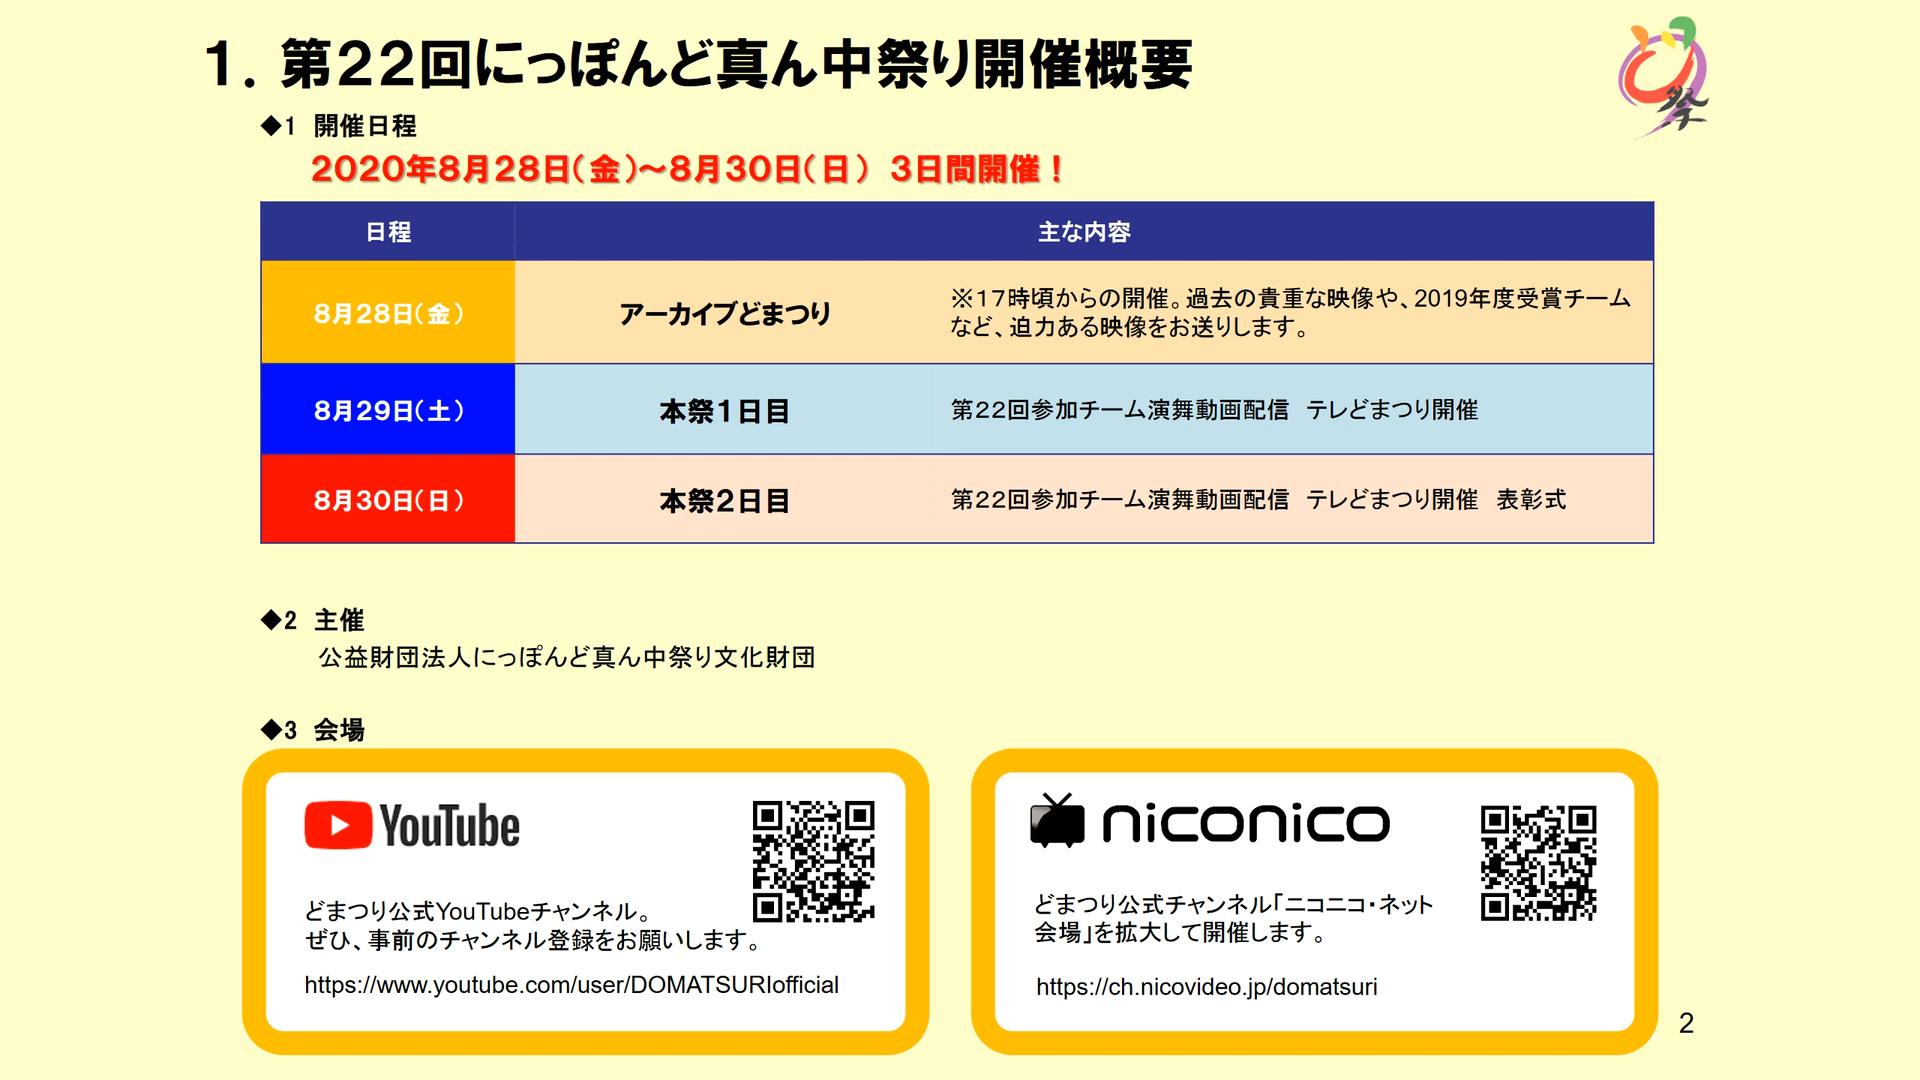 １．第２２回にっぽんど真ん中祭り開催概要
祭
◆1　開催日程
２０２０年８月２８日（金）～８月３０日（日）　３日間開催！
日程　主な内容
８月２８日（金）　アーカイブどまつり　※１７時頃からの開催。過去の貴重な映像や、2019年度受賞チーム
など、迫力ある映像をお送りします。
８月２９日（土）　本祭１日目　第２２回参加チーム演舞動画配信　テレどまつり開催
８月３０日（日）　本祭２日目　第２２回参加チーム演舞動画配信　テレどまつり開催　表彰式
◆2　主催
公益財団法人にっぽんど真ん中祭り文化財団
◆3　会場
YouTube
どまつり公式YouTubeチャンネル。
ぜひ、事前のチャンネル登録をお願いします。
https://www.youtube.com/user/DOMATSURIofficial
niconico
どまつり公式チャンネル「ニコニコ・ネット
会場」を拡大して開催します。
https://ch.nicovideo.jp/domatsuri
2